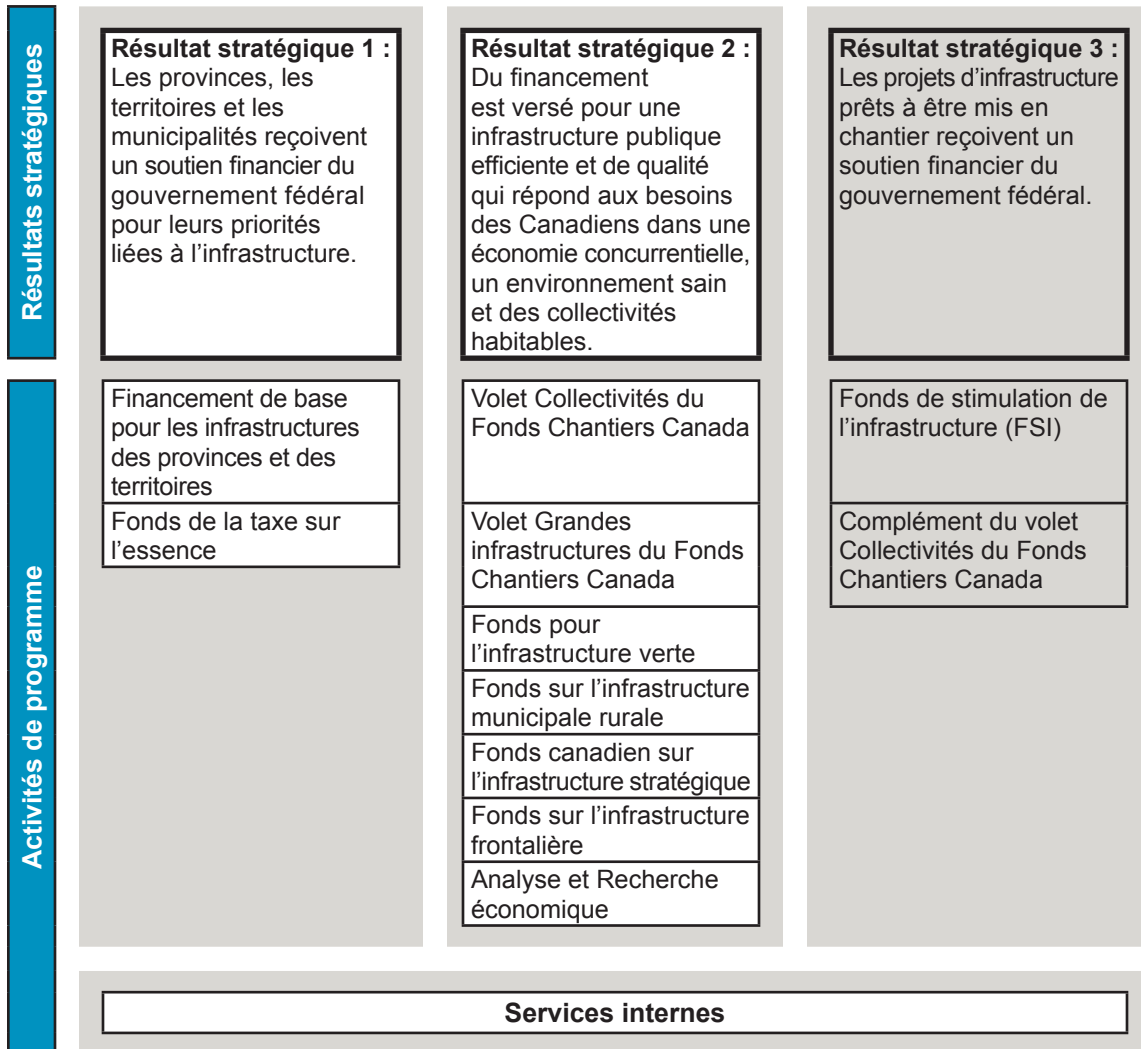 Résultats stratégiques
Résultat stratégique 1 :
Les provinces, les
territoires et les
municipalités reçoivent
un soutien financier du
gouvernement fédéral
pour leurs priorités
liées à l’infrastructure.
Résultat stratégique 2 :
Du financement
est versé pour une
infrastructure publique
efficiente et de qualité
qui répond aux besoins
des Canadiens dans une
économie concurrentielle,
un environnement sain
et des collectivités
habitables.
Résultat stratégique 3 :
Les projets d’infrastructure
prêts à être mis en
chantier reçoivent un
soutien financier du
gouvernement fédéral.
Activités de programme
Financement de base
pour les infrastructures
des provinces et des
territoires
Fonds de la taxe sur
l’essence
Volet Collectivités du
Fonds Chantiers Canada
Volet Grandes
infrastructures du Fonds
Chantiers Canada
Fonds pour
l’infrastructure verte
Fonds sur l’infrastructure
municipale rurale
Fonds canadien sur
l’infrastructure stratégique
Fonds sur l’infrastructure
frontalière
Analyse et Recherche
économique
Fonds de stimulation de
l’infrastructure (FSI)
Complément du volet
Collectivités du Fonds
Chantiers Canada
Services internes